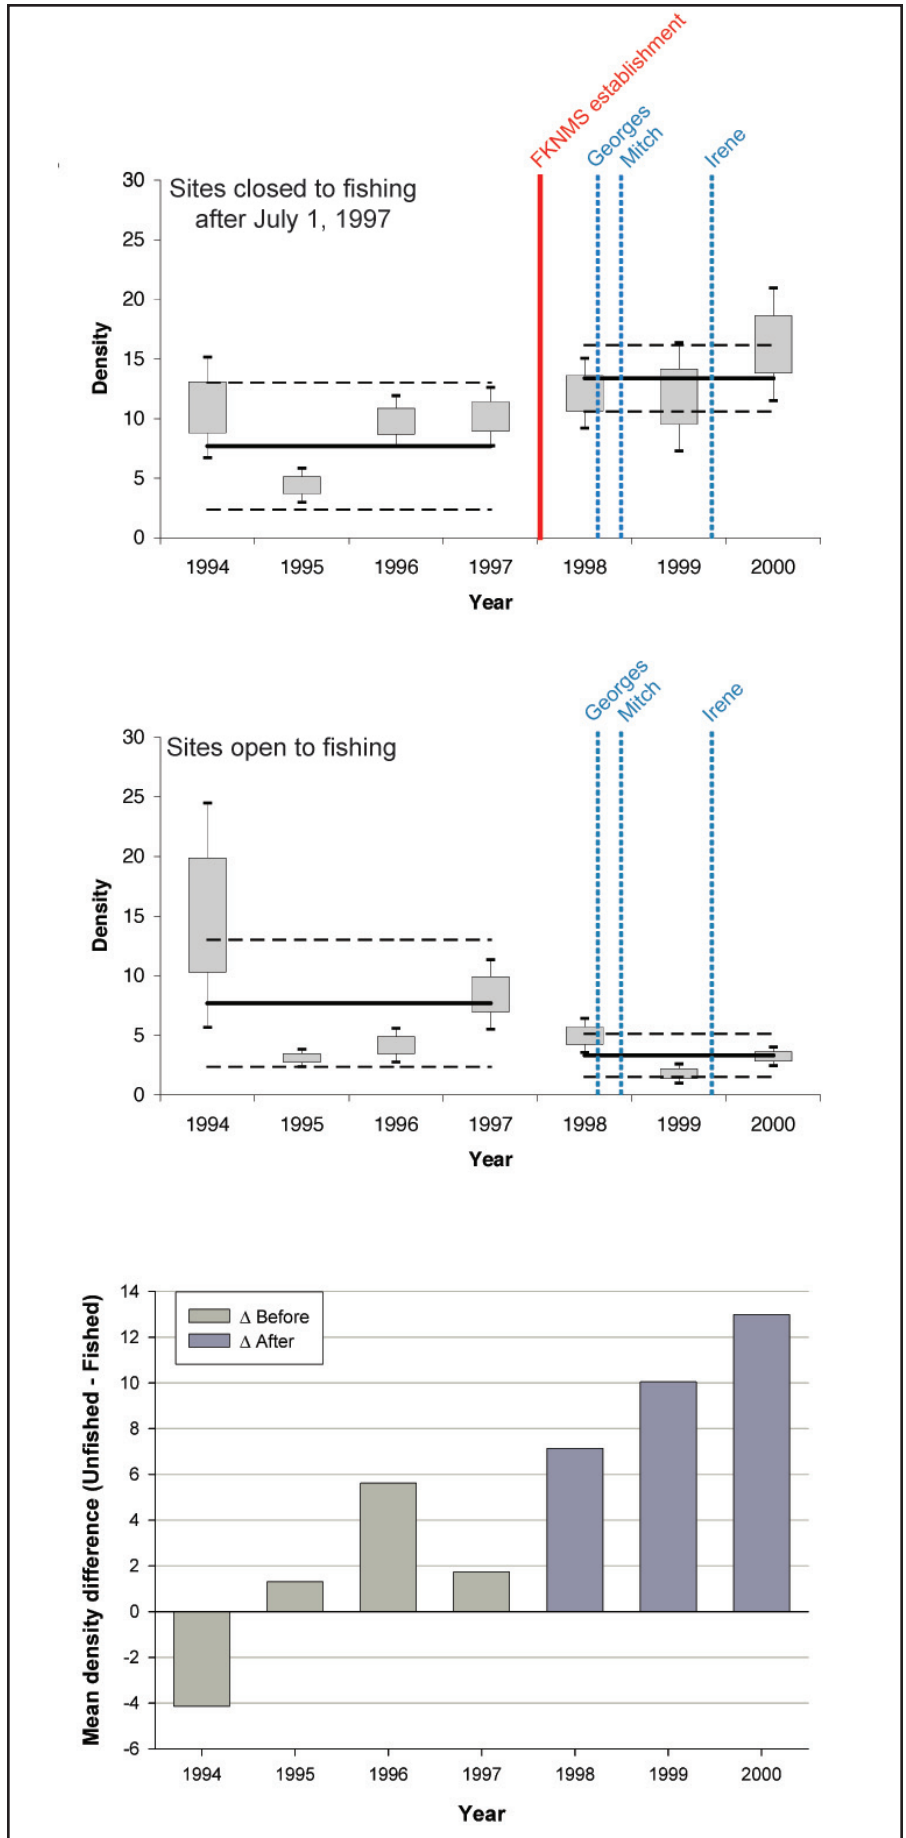 FKNMS establishment
Georges
Mitch
Irene
Sites closed to fishing
after July 1, 1997
30
25
20
15
10
5
0
Density
1994 1995 1996 1997 1998 1999 2000
Year
Georges
Mitch
Irene
Sites open to fishing
30
25
20
15
10
5
0
Density
1994 1995 1996 1997 1998 1999 2000
Year
Δ Before
Δ After
14
12
10
8
6
4
2
0
-2
-4
-6
Mean density difference (Unfished - Fished)
1994 1995 1996 1997 1998 1999 2000
Year